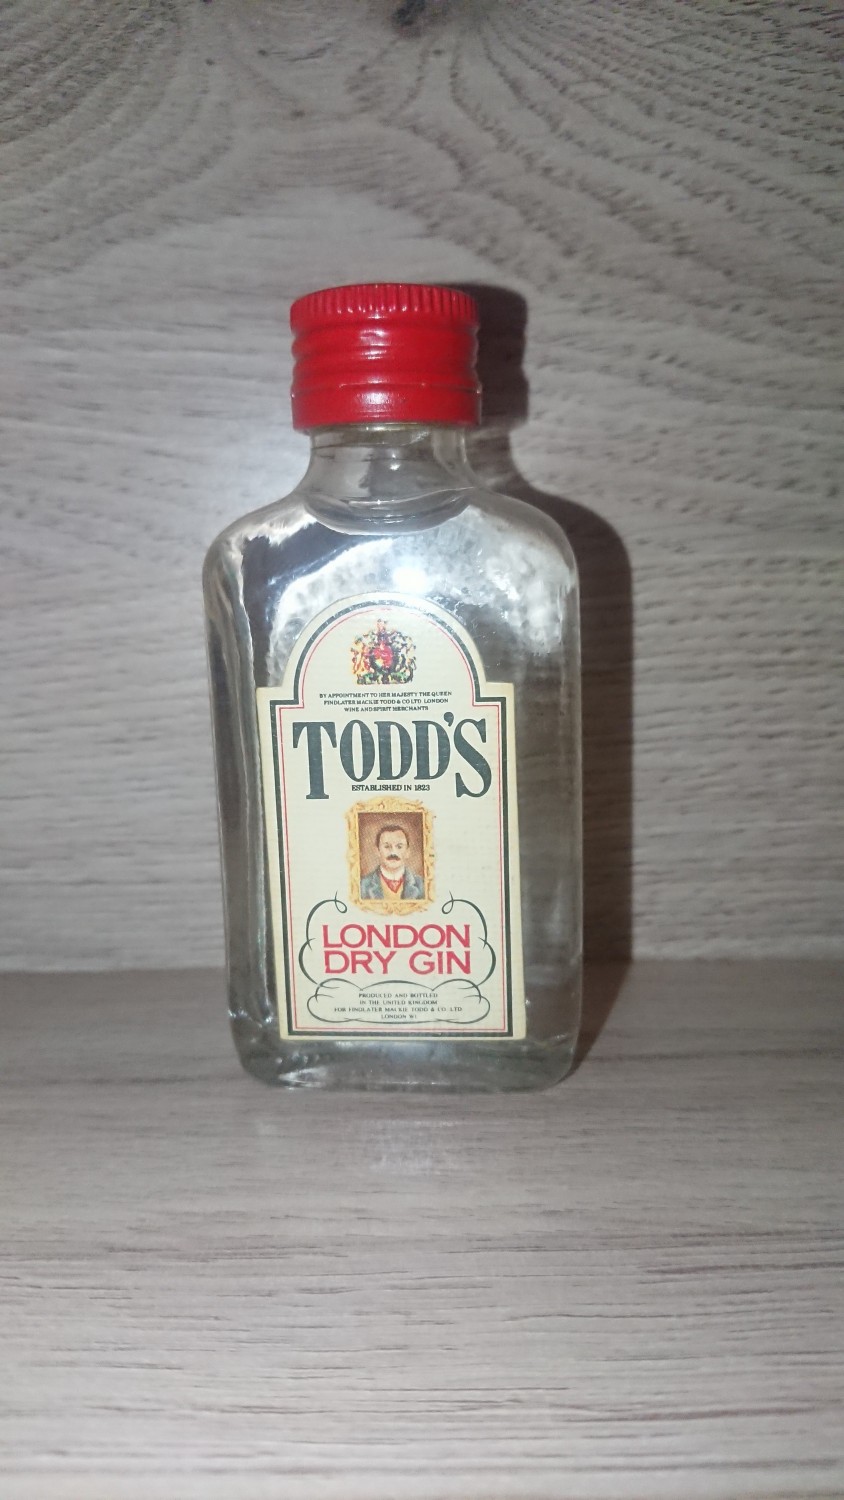 BY APPOINTMENT TO HER MAJESTY THE QUEEN
FINDLATER MACKIE TODD & CO LTD LONDON
WINE AND SPIRIT MERCHANTS
TODD'S
ESTABLISHED IN 1823
LONDON
DRY GIN
PRODUCED AND BOTTLED
IN THE UNITED KINGDOM
FOR FINDLATER MACKIE TODD & CO. LTD
LONDON W1